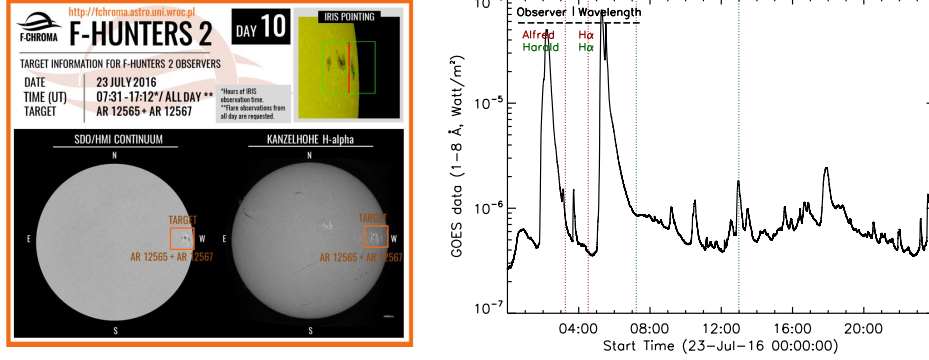 http://fchroma.astro.uni.wroc.pl
F-CHROMA
F-HUNTERS 2
DAY 10
IRIS POINTING
TARGET INFORMATION FOR F-HUNTERS 2 OBSERVERS
DATE 23 JULY 2016
TIME (UT) 07:31 -17:12*/ ALL DAY **
TARGET AR 12565 + AR 12567
*Hours of IRIS
observation time.
**Flare observations from
all day are requested.
SDO/HMI CONTINUUM
KANZELHOHE H-alpha
N
N
TARGET
TARGET
E
W
E
W
AR 12565 + AR 12567
AR 12565 + AR 12567
S
S
Observer | Wavelength
Alfred Hα
Harald Hα
10
10⁻⁵
10⁻⁶
10⁻⁷
GOES data (1-8 Å, Watt/m²)
04:00 08:00 12:00 16:00 20:00
Start Time (23-Jul-16 00:00:00)